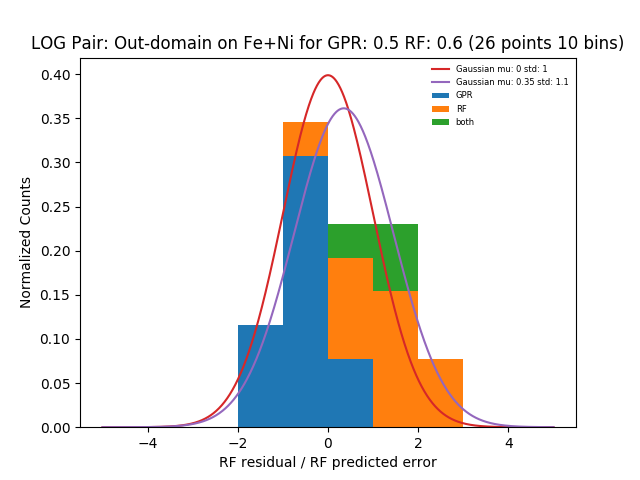 LOG Pair: Out-domain on Fe+Ni for GPR: 0.5 RF: 0.6 (26 points 10 bins)
Gaussian mu: 0 std: 1
Gaussian mu: 0.35 std: 1.1
GPR
RF
both
Normalized Counts
0.40
0.35
0.30
0.25
0.20
0.15
0.10
0.05
0.00
−4
−2
0
2
4
RF residual / RF predicted error